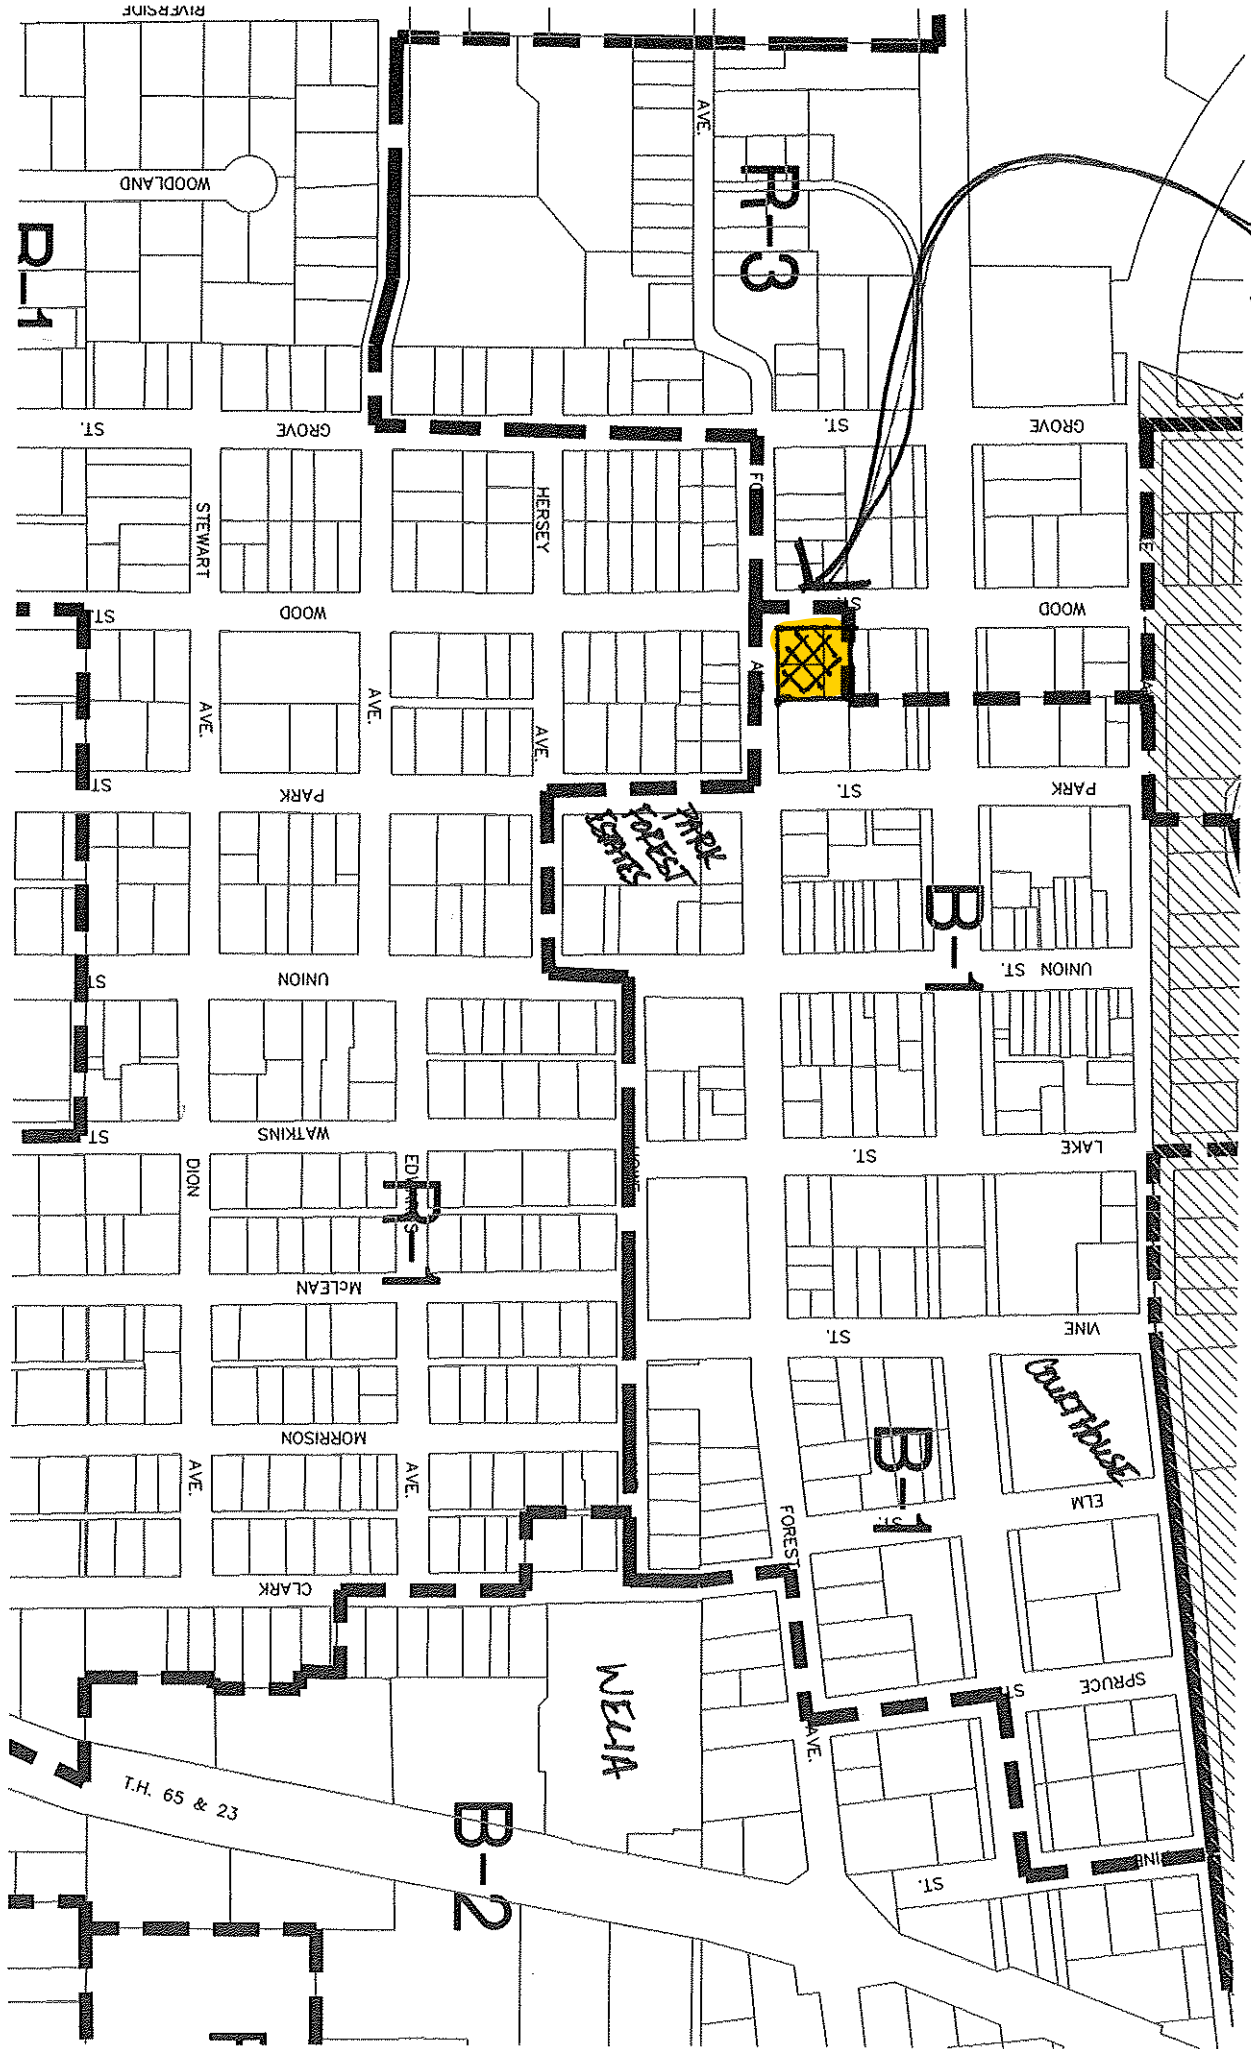 RIVERSIDE
AVE.
WOODLAND
R-3
R-1
ST.
GROVE
ST.
GROVE
STEWART
HERSEY
ST.
WOOD
ST.
WOOD
AVE.
AVE.
AVE.
ST
PARK
ST.
PARK
PARK
FOREST
ESTATES
B-1
ST
UNION
UNION ST.
ST
WATKINS
ST.
LAKE
DION
R-1
McLEAN
ST.
VINE
COURTHOUSE
MORRISON
AVE.
AVE.
B-1
ST.
ELM
FOREST
CLARK
WELIA
ST
SPRUCE
AVE.
T.H. 65 & 23
B-2
ST.